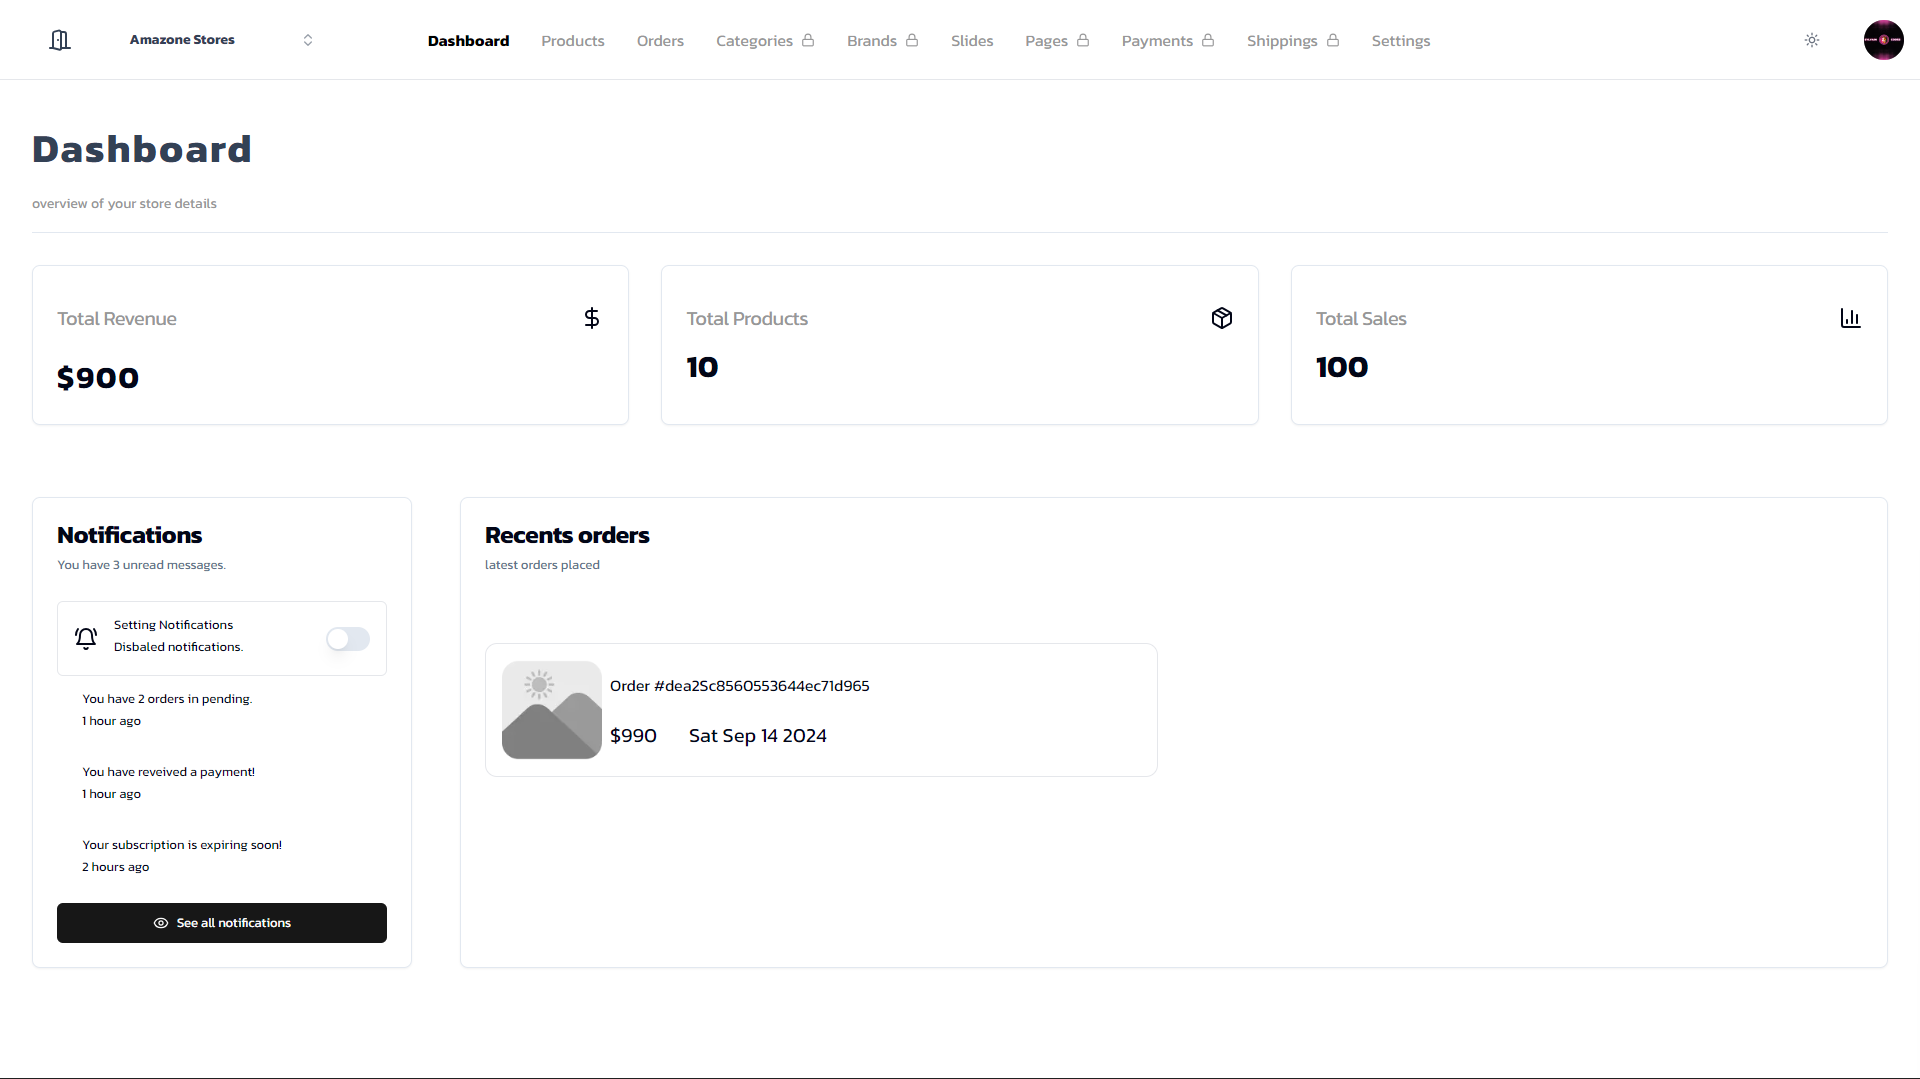 Amazone Stores
Dashboard Products Orders Categories Brands Slides Pages Payments Shippings Settings
Dashboard
overview of your store details
Total Revenue
$900
Total Products
10
Total Sales
100
Notifications
You have 3 unread messages.
Setting Notifications
Disbaled notifications.
You have 2 orders in pending.
1 hour ago
You have reveived a payment!
1 hour ago
Your subscription is expiring soon!
2 hours ago
See all notifications
Recents orders
latest orders placed
Order #dea25c8560553644ec71d965
$990 Sat Sep 14 2024